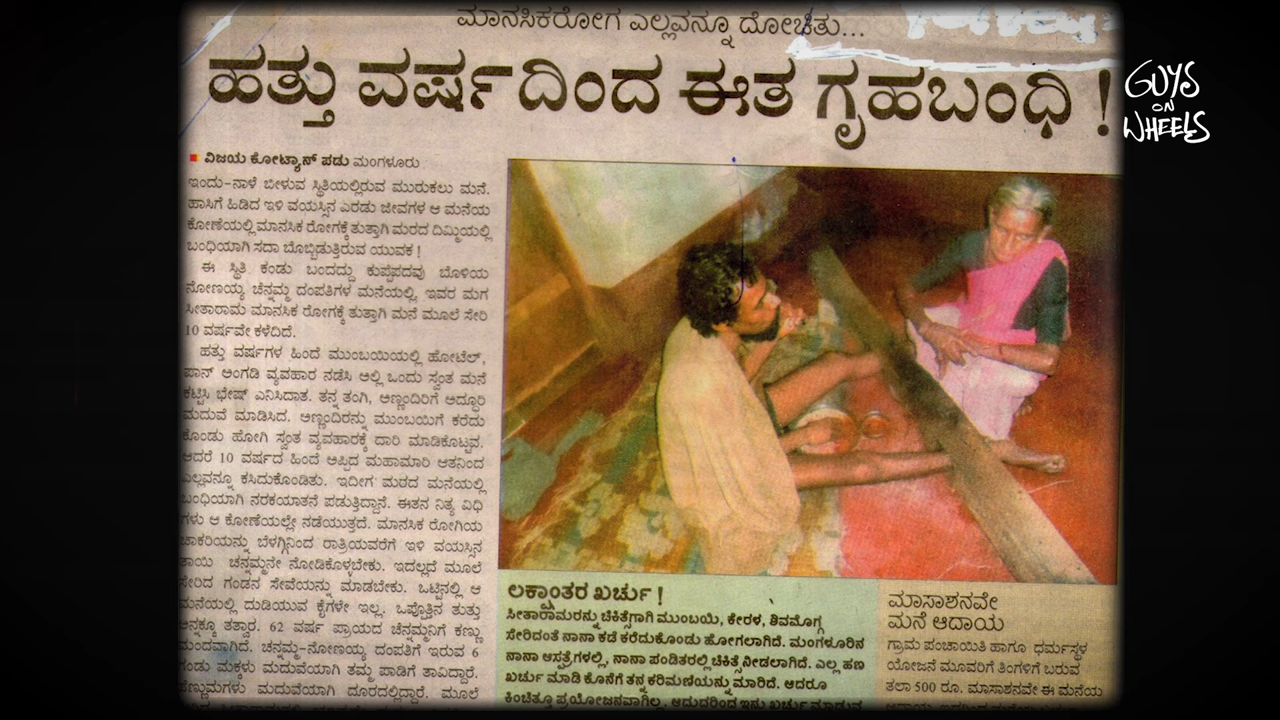 ಮಾನಸಿಕರೋಗ ಎಲ್ಲವನ್ನೂ ದೋಚಿತು...
ಹತ್ತು ವರ್ಷದಿಂದ ಈತ ಗೃಹಬಂಧಿ !
GUYS
ON
WHEELS
■ ವಿಜಯ ಕೋಟ್ಯಾನ್ ಪಡು ಮಂಗಳೂರು
ಇಂದು-ನಾಳೆ ಬೀಳುವ ಸ್ಥಿತಿಯಲ್ಲಿರುವ ಮುರುಕಲು ಮನೆ.
ಹಾಸಿಗೆ ಹಿಡಿದ ಇಳಿ ವಯಸ್ಸಿನ ಎರಡು ಜೀವಗಳ ಆ ಮನೆಯ
ಕೋಣೆಯಲ್ಲಿ ಮಾನಸಿಕ ರೋಗಕ್ಕೆ ತುತ್ತಾಗಿ ಮರದ ದಿಮ್ಮಿಯಲ್ಲಿ
ಬಂಧಿಯಾಗಿ ಸದಾ ಬೊಬ್ಬಿಡುತ್ತಿರುವ ಯುವಕ !
ಈ ಸ್ಥಿತಿ ಕಂಡು ಬಂದದ್ದು ಕುಪ್ಪೆಪದವು ಬೊಳಿಯ
ನೋಣಯ್ಯ ಚೆನ್ನಮ್ಮ ದಂಪತಿಗಳ ಮನೆಯಲ್ಲಿ. ಇವರ ಮಗ
ಸೀತಾರಾಮ ಮಾನಸಿಕ ರೋಗಕ್ಕೆ ತುತ್ತಾಗಿ ಮನೆ ಮೂಲೆ ಸೇರಿ
10 ವರ್ಷವೇ ಕಳೆದಿದೆ.
ಹತ್ತು ವರ್ಷಗಳ ಹಿಂದೆ ಮುಂಬಯಿಯಲ್ಲಿ ಹೋಟೆಲ್,
ಪಾನ್ ಅಂಗಡಿ ವ್ಯವಹಾರ ನಡೆಸಿ ಅಲ್ಲಿ ಒಂದು ಸ್ವಂತ ಮನೆ
ಕಟ್ಟಿಸಿ ಭೇಷ್ ಎನಿಸಿದಾತ. ತನ್ನ ತಂಗಿ, ಅಣ್ಣಂದಿರಿಗೆ ಅದ್ಧೂರಿ
ಮದುವೆ ಮಾಡಿಸಿದ. ಅಣ್ಣಂದಿರನ್ನು ಮುಂಬಯಿಗೆ ಕರೆದು
ಕೊಂಡು ಹೋಗಿ ಸ್ವಂತ ವ್ಯವಹಾರಕ್ಕೆ ದಾರಿ ಮಾಡಿಕೊಟ್ಟವ.
ಆದರೆ 10 ವರ್ಷದ ಹಿಂದೆ ಅಪ್ಪಿದ ಮಹಾಮಾರಿ ಆತನಿಂದ
ಎಲ್ಲವನ್ನೂ ಕಸಿದುಕೊಂಡಿತು. ಇದೀಗ ಮಠದ ಮನೆಯಲ್ಲಿ
ಬಂಧಿಯಾಗಿ ನರಕಯಾತನೆ ಪಡುತ್ತಿದ್ದಾನೆ. ಈತನ ನಿತ್ಯ ವಿಧಿ
ಗಳು ಆ ಕೋಣೆಯಲ್ಲೇ ನಡೆಯುತ್ತದೆ. ಮಾನಸಿಕ ರೋಗಿಯ
ಚಾಕರಿಯನ್ನು ಬೆಳಗ್ಗಿನಿಂದ ರಾತ್ರಿಯವರೆಗೆ ಇಳಿ ವಯಸ್ಸಿನ
ತಾಯಿ ಚೆನ್ನಮ್ಮನೇ ನೋಡಿಕೊಳಬೇಕು. ಇದಲ್ಲದೆ ಮೂಲೆ
ಸೇರಿದ ಗಂಡನ ಸೇವೆಯನ್ನು ಮಾಡಬೇಕು. ಒಟ್ಟಿನಲ್ಲಿ ಆ
ಮನೆಯಲ್ಲಿ ದುಡಿಯುವ ಕೈಗಳೇ ಇಲ್ಲ. ಒಪ್ಪೊತ್ತಿನ ತುತ್ತು
ಅನ್ನಕ್ಕೂ ತತ್ವಾರ. 62 ವರ್ಷ ಪ್ರಾಯದ ಚೆನ್ನಮ್ಮನಿಗೆ ಕಣ್ಣು
ಮಂದವಾಗಿದೆ. ಚೆನ್ನಮ್ಮ-ನೋಣಯ್ಯ ದಂಪತಿಗೆ ಇರುವ 6
ಗಂಡು ಮಕ್ಕಳು ಮದುವೆಯಾಗಿ ತಮ್ಮ ಪಾಡಿಗೆ ತಾವಿದ್ದಾರೆ.
ಹೆಣ್ಣುಮಗಳು ಮದುವೆಯಾಗಿ ದೂರದಲ್ಲಿದ್ದಾರೆ. ಮೂಲೆ
ಲಕ್ಷಾಂತರ ಖರ್ಚು !
ಸೀತಾರಾಮರನ್ನು ಚಿಕಿತ್ಸೆಗಾಗಿ ಮುಂಬಯಿ, ಕೇರಳ, ಶಿವಮೊಗ್ಗ
ಸೇರಿದಂತೆ ನಾನಾ ಕಡೆ ಕರೆದುಕೊಂಡು ಹೋಗಲಾಗಿದೆ. ಮಂಗಳೂರಿನ
ನಾನಾ ಆಸ್ಪತ್ರೆಗಳಲ್ಲಿ, ನಾನಾ ಪಂಡಿತರಲ್ಲಿ ಚಿಕಿತ್ಸೆ ನೀಡಲಾಗಿದೆ. ಎಲ್ಲ ಹಣ
ಖರ್ಚು ಮಾಡಿ ಕೊನೆಗೆ ತನ್ನ ಕರಿಮಣಿಯನ್ನು ಮಾರಿದೆ. ಆದರೂ
ಕಿಂಚಿತ್ತೂ ಪ್ರಯೋಜನವಾಗಿಲ್ಲ. ಆದುದರಿಂದ ಇನ್ನು ಖರ್ಚು ಮಾಡುವ
ಮಾಸಾಶನವೇ
ಮನೆ ಆದಾಯ
ಗ್ರಾಮ ಪಂಚಾಯಿತಿ ಹಾಗೂ ಧರ್ಮಸ್ಥಳ
ಯೋಜನೆ ಮೂವರಿಗೆ ತಿಂಗಳಿಗೆ ಬರುವ
ತಲಾ 500 ರೂ. ಮಾಸಾಶನವೇ ಈ ಮನೆಯ